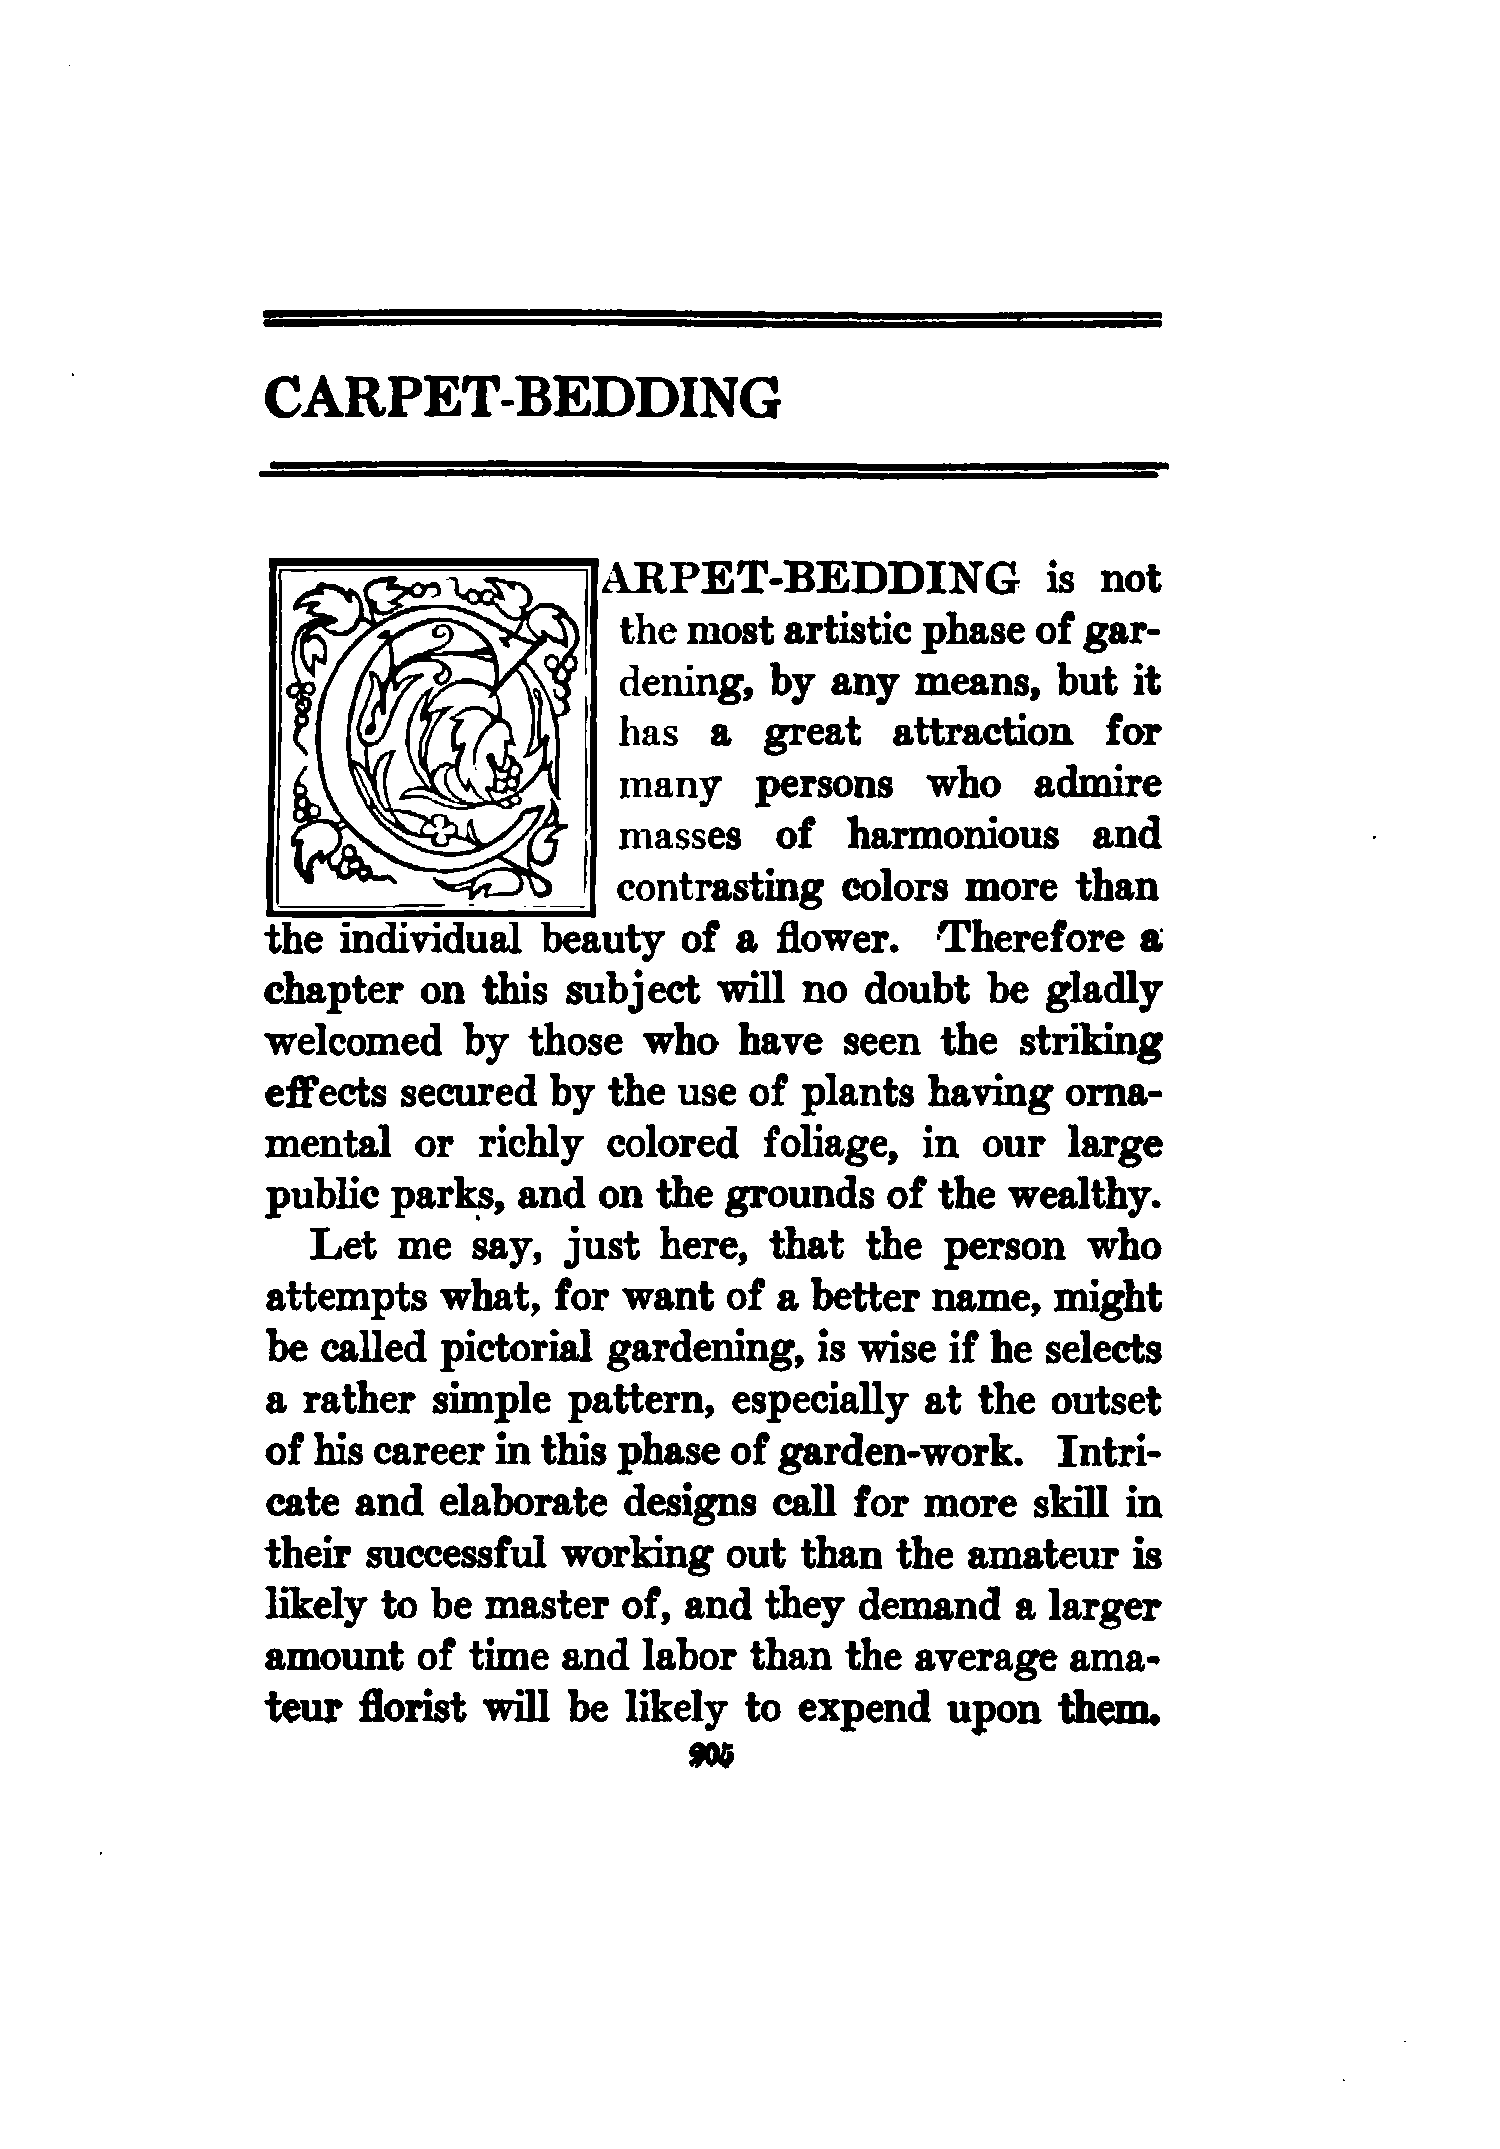 CARPET-BEDDING
CARPET-BEDDING is not
the most artistic phase of gar-
dening, by any means, but it
has a great attraction for
many persons who admire
masses of harmonious and
contrasting colors more than
the individual beauty of a flower. Therefore a
chapter on this subject will no doubt be gladly
welcomed by those who have seen the striking
effects secured by the use of plants having orna-
mental or richly colored foliage, in our large
public parks, and on the grounds of the wealthy.
Let me say, just here, that the person who
attempts what, for want of a better name, might
be called pictorial gardening, is wise if he selects
a rather simple pattern, especially at the outset
of his career in this phase of garden-work. Intri-
cate and elaborate designs call for more skill in
their successful working out than the amateur is
likely to be master of, and they demand a larger
amount of time and labor than the average ama-
teur florist will be likely to expend upon them.